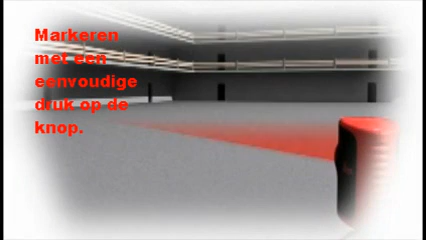 Markeren
met een
eenvoudige
druk op de
knop.